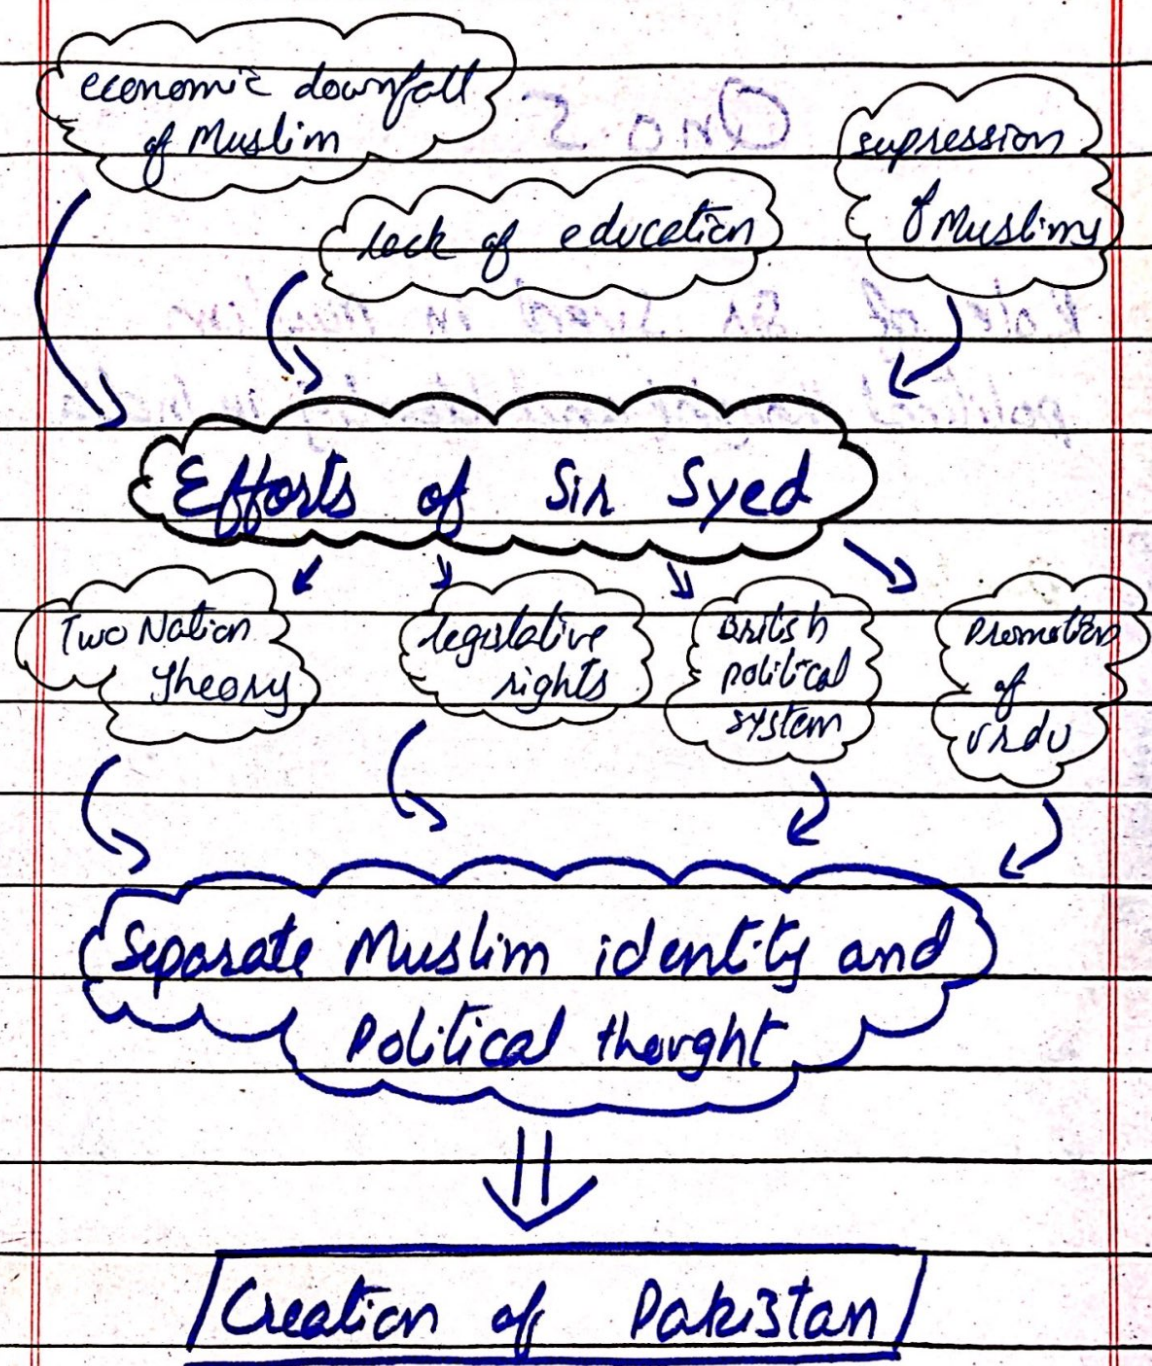 economic downfall
of Muslim
supression
of Muslims
lack of education
Efforts of Sir Syed
Two Nation
Theory
legislative
rights
British
political
system
Promotion
of
Urdu
Separate Muslim identity and
Political thought
Creation of Pakistan